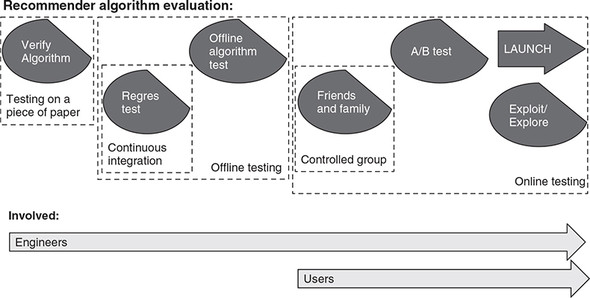 Recommender algorithm evaluation:
Verify
Algorithm
Testing on a
piece of paper
Regres
test
Continuous
integration
Offline
algorithm
test
Offline testing
Friends
and family
Controlled group
A/B test
LAUNCH
Exploit/
Explore
Online testing
Involved:
Engineers
Users